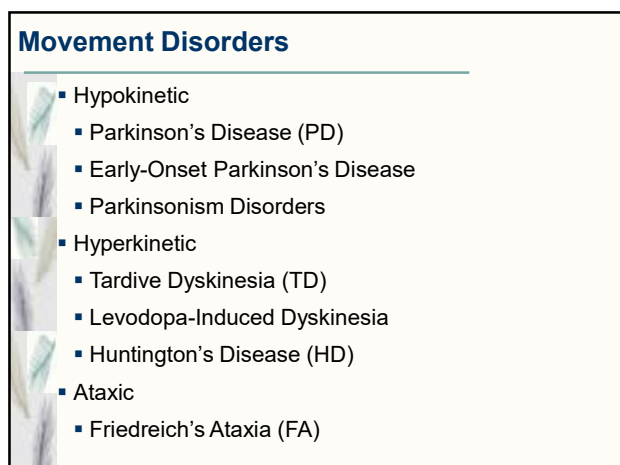 Movement Disorders
▪ Hypokinetic
▪ Parkinson's Disease (PD)
▪ Early-Onset Parkinson's Disease
▪ Parkinsonism Disorders
▪ Hyperkinetic
▪ Tardive Dyskinesia (TD)
▪ Levodopa-Induced Dyskinesia
▪ Huntington's Disease (HD)
▪ Ataxic
▪ Friedreich's Ataxia (FA)